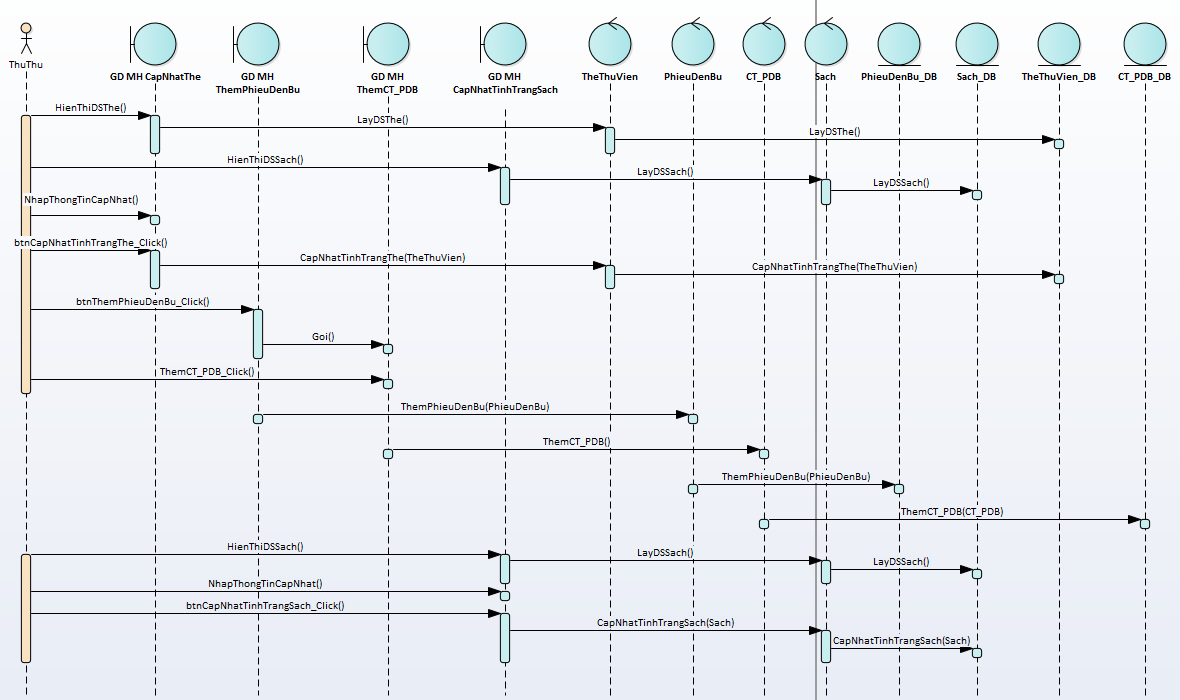 ThuThu
GD MH CapNhatThe
GD MH
ThemPhieuDenBu
GD MH
ThemCT_PDB
GD MH
CapNhatTinhTrangSach
TheThuVien
PhieuDenBu
CT_PDB
Sach
PhieuDenBu_DB
Sach_DB
TheThuVien_DB
CT_PDB_DB
HienThiDSThe()
LayDSThe()
LayDSThe()
HienThiDSSach()
LayDSSach()
LayDSSach()
NhapThongTinCapNhat()
btnCapNhatTinhTrangThe_Click()
CapNhatTinhTrangThe(TheThuVien)
CapNhatTinhTrangThe(TheThuVien)
btnThemPhieuDenBu_Click()
Goi()
ThemCT_PDB_Click()
ThemPhieuDenBu(PhieuDenBu)
ThemCT_PDB()
ThemPhieuDenBu(PhieuDenBu)
ThemCT_PDB(CT_PDB)
HienThiDSSach()
LayDSSach()
LayDSSach()
NhapThongTinCapNhat()
btnCapNhatTinhTrangSach_Click()
CapNhatTinhTrangSach(Sach)
CapNhatTinhTrangSach(Sach)